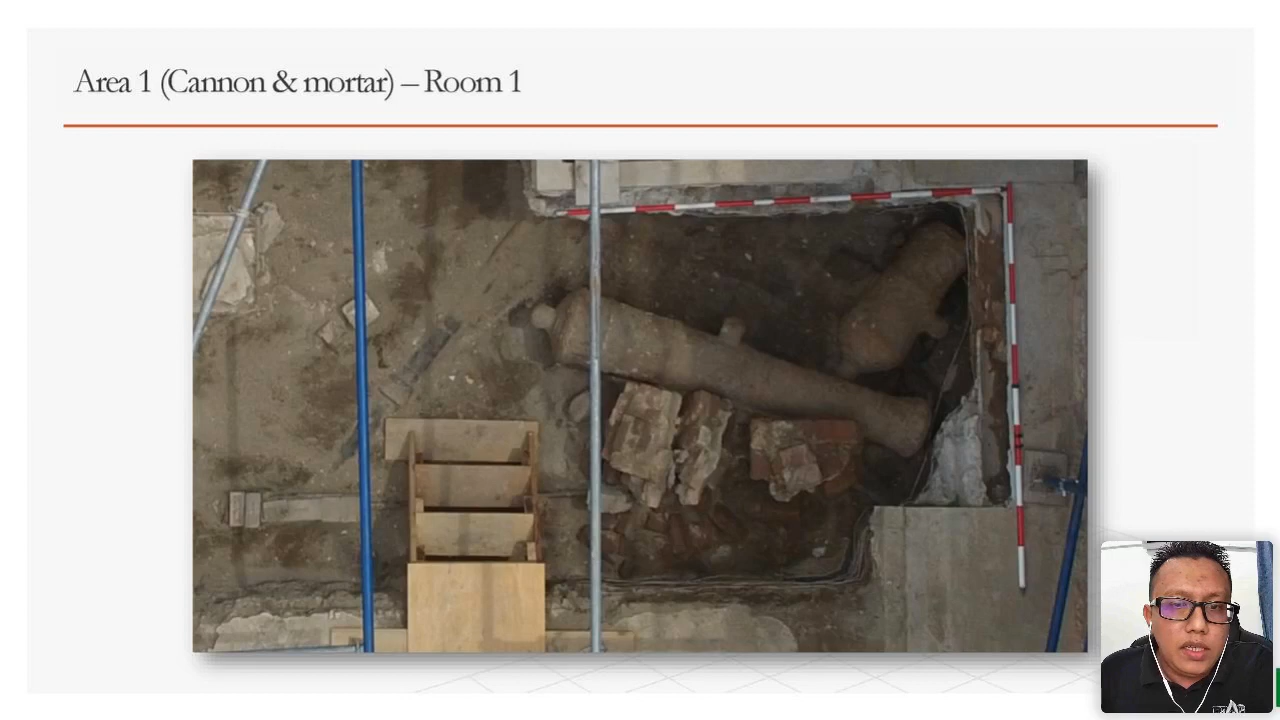 Area 1 (Cannon & mortar) – Room 1